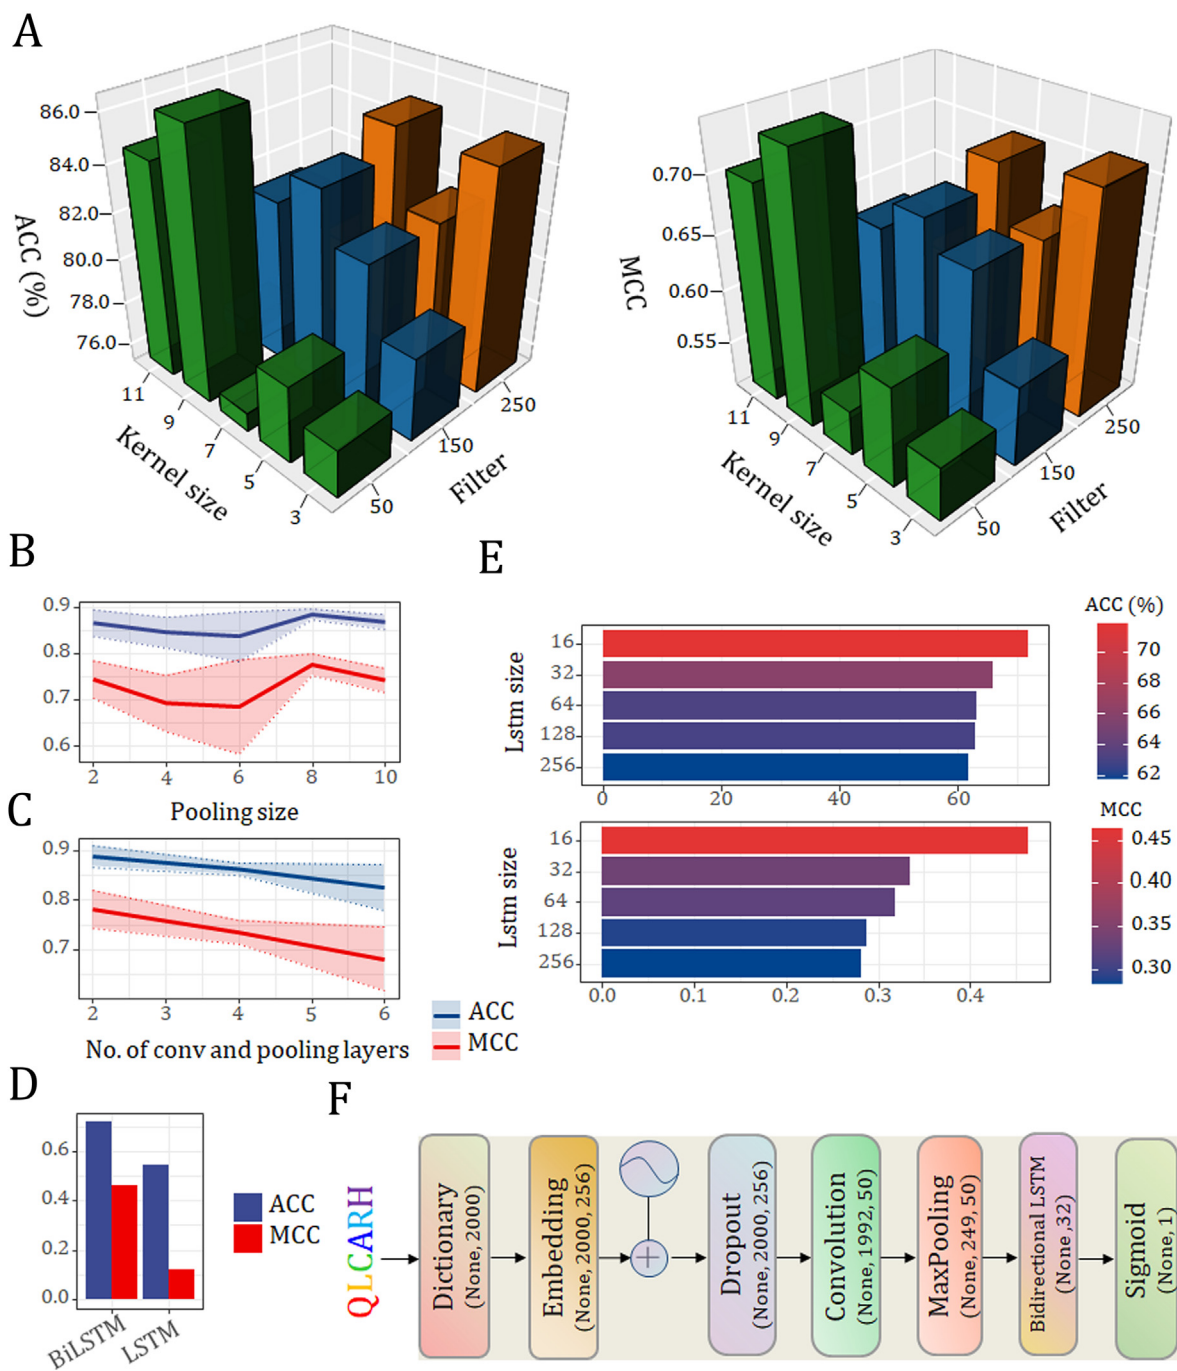 A
86.0
84.0
82.0
80.0
78.0
76.0
ACC (%)
11
9
7
5
3
Kernel size
50
150
250
Filter
0.70
0.65
0.60
0.55
MCC
11
9
7
5
3
Kernel size
50
150
250
Filter
B
0.9
0.8
0.7
0.6
2 4 6 8 10
Pooling size
C
0.9
0.8
0.7
2 3 4 5 6
No. of conv and pooling layers
ACC
MCC
D
0.6
0.4
0.2
0.0
BiLSTM
LSTM
ACC
MCC
E
Lstm size
16
32
64
128
256
0 20 40 60
ACC (%)
70
68
66
64
62
Lstm size
16
32
64
128
256
0.0 0.1 0.2 0.3 0.4
MCC
0.45
0.40
0.35
0.30
F
QLCARH
Dictionary
(None, 2000)
Embedding
(None, 2000, 256)
+
Dropout
(None, 2000, 256)
Convolution
(None, 1992, 50)
MaxPooling
(None, 249, 50)
Bidirectional LSTM
(None,32)
Sigmoid
(None, 1)